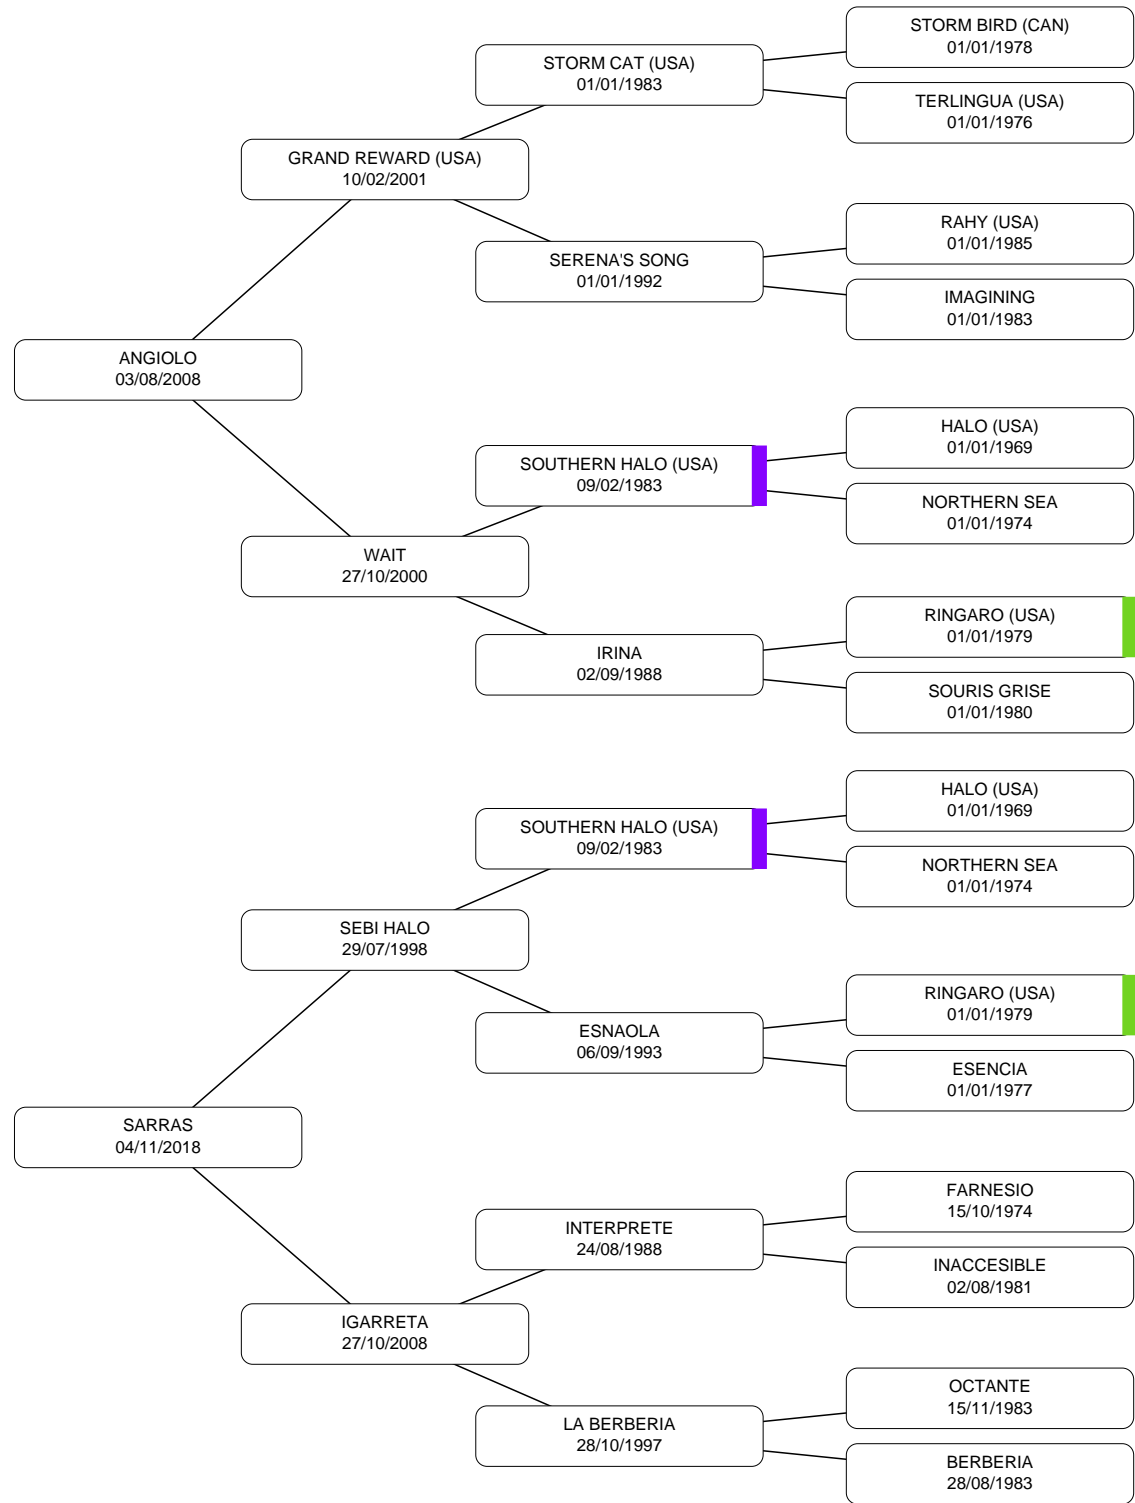 STORM BIRD (CAN)
01/01/1978
STORM CAT (USA)
01/01/1983
TERLINGUA (USA)
01/01/1976
GRAND REWARD (USA)
10/02/2001
RAHY (USA)
01/01/1985
SERENA'S SONG
01/01/1992
IMAGINING
01/01/1983
ANGIOLO
03/08/2008
HALO (USA)
01/01/1969
SOUTHERN HALO (USA)
09/02/1983
NORTHERN SEA
01/01/1974
WAIT
27/10/2000
RINGARO (USA)
01/01/1979
IRINA
02/09/1988
SOURIS GRISE
01/01/1980
HALO (USA)
01/01/1969
SOUTHERN HALO (USA)
09/02/1983
NORTHERN SEA
01/01/1974
SEBI HALO
29/07/1998
RINGARO (USA)
01/01/1979
ESNAOLA
06/09/1993
ESENCIA
01/01/1977
SARRAS
04/11/2018
FARNESIO
15/10/1974
INTERPRETE
24/08/1988
INACCESIBLE
02/08/1981
IGARRETA
27/10/2008
OCTANTE
15/11/1983
LA BERBERIA
28/10/1997
BERBERIA
28/08/1983